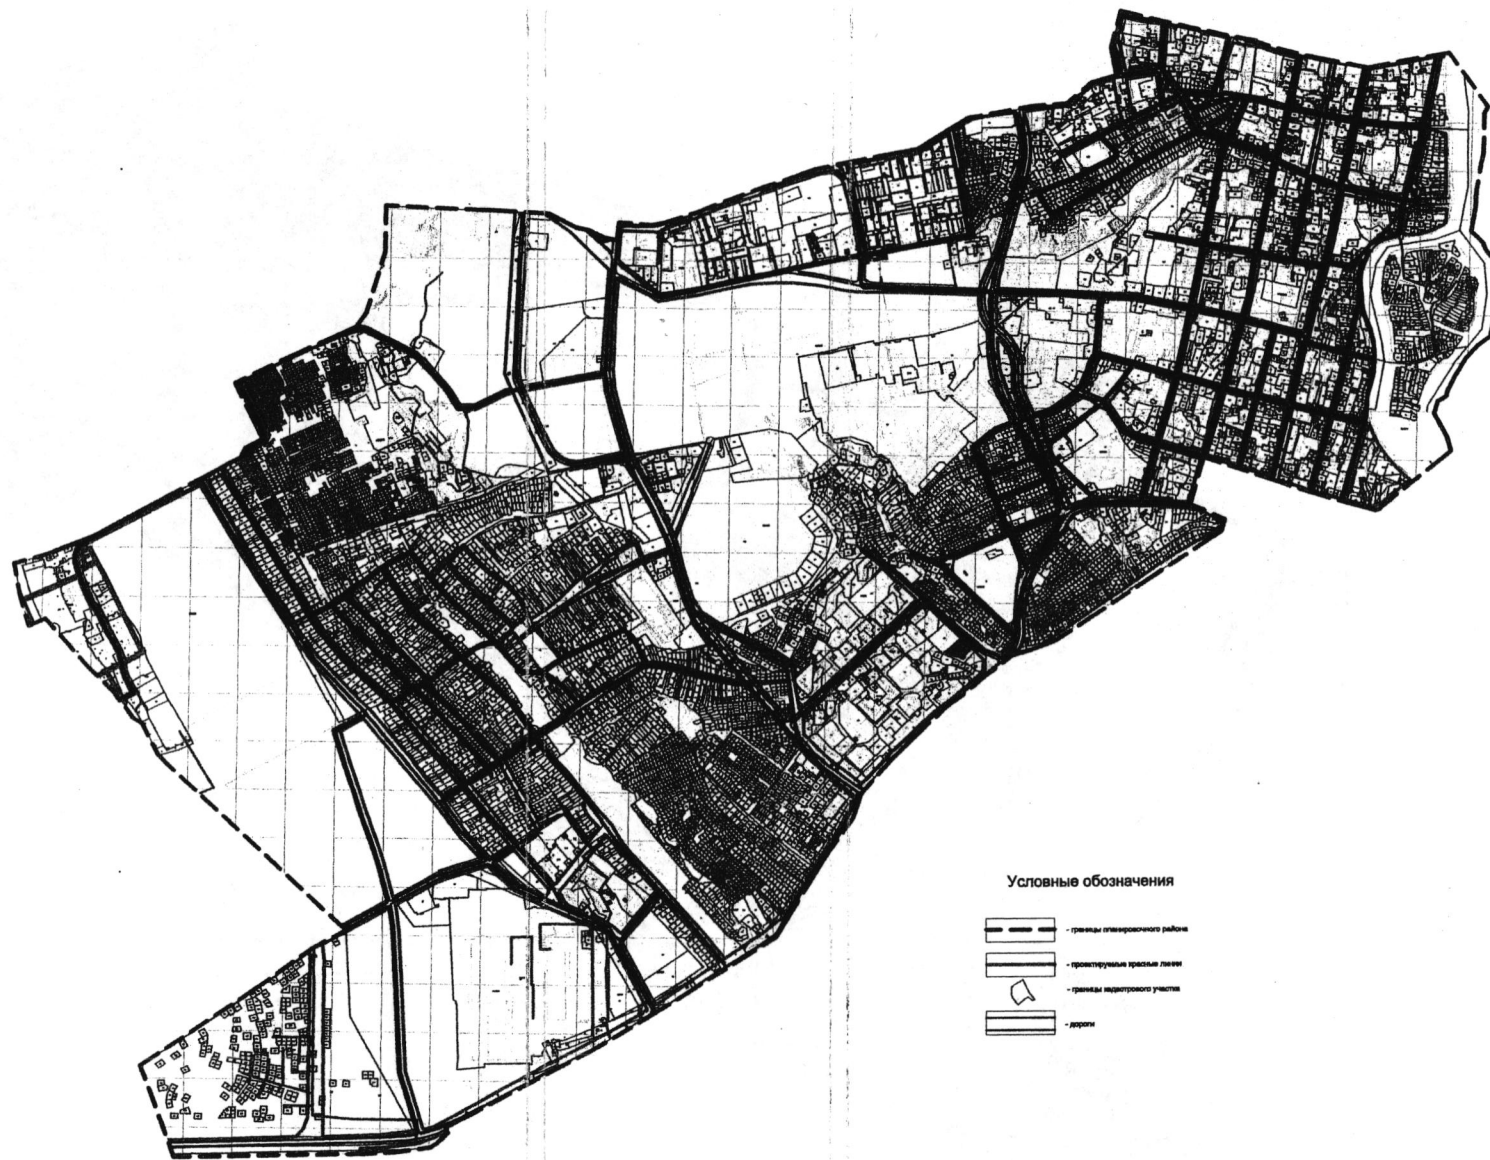 Условные обозначения
- границы планировочного района
- проектируемые красные линии
- границы кадастрового участка
- дороги